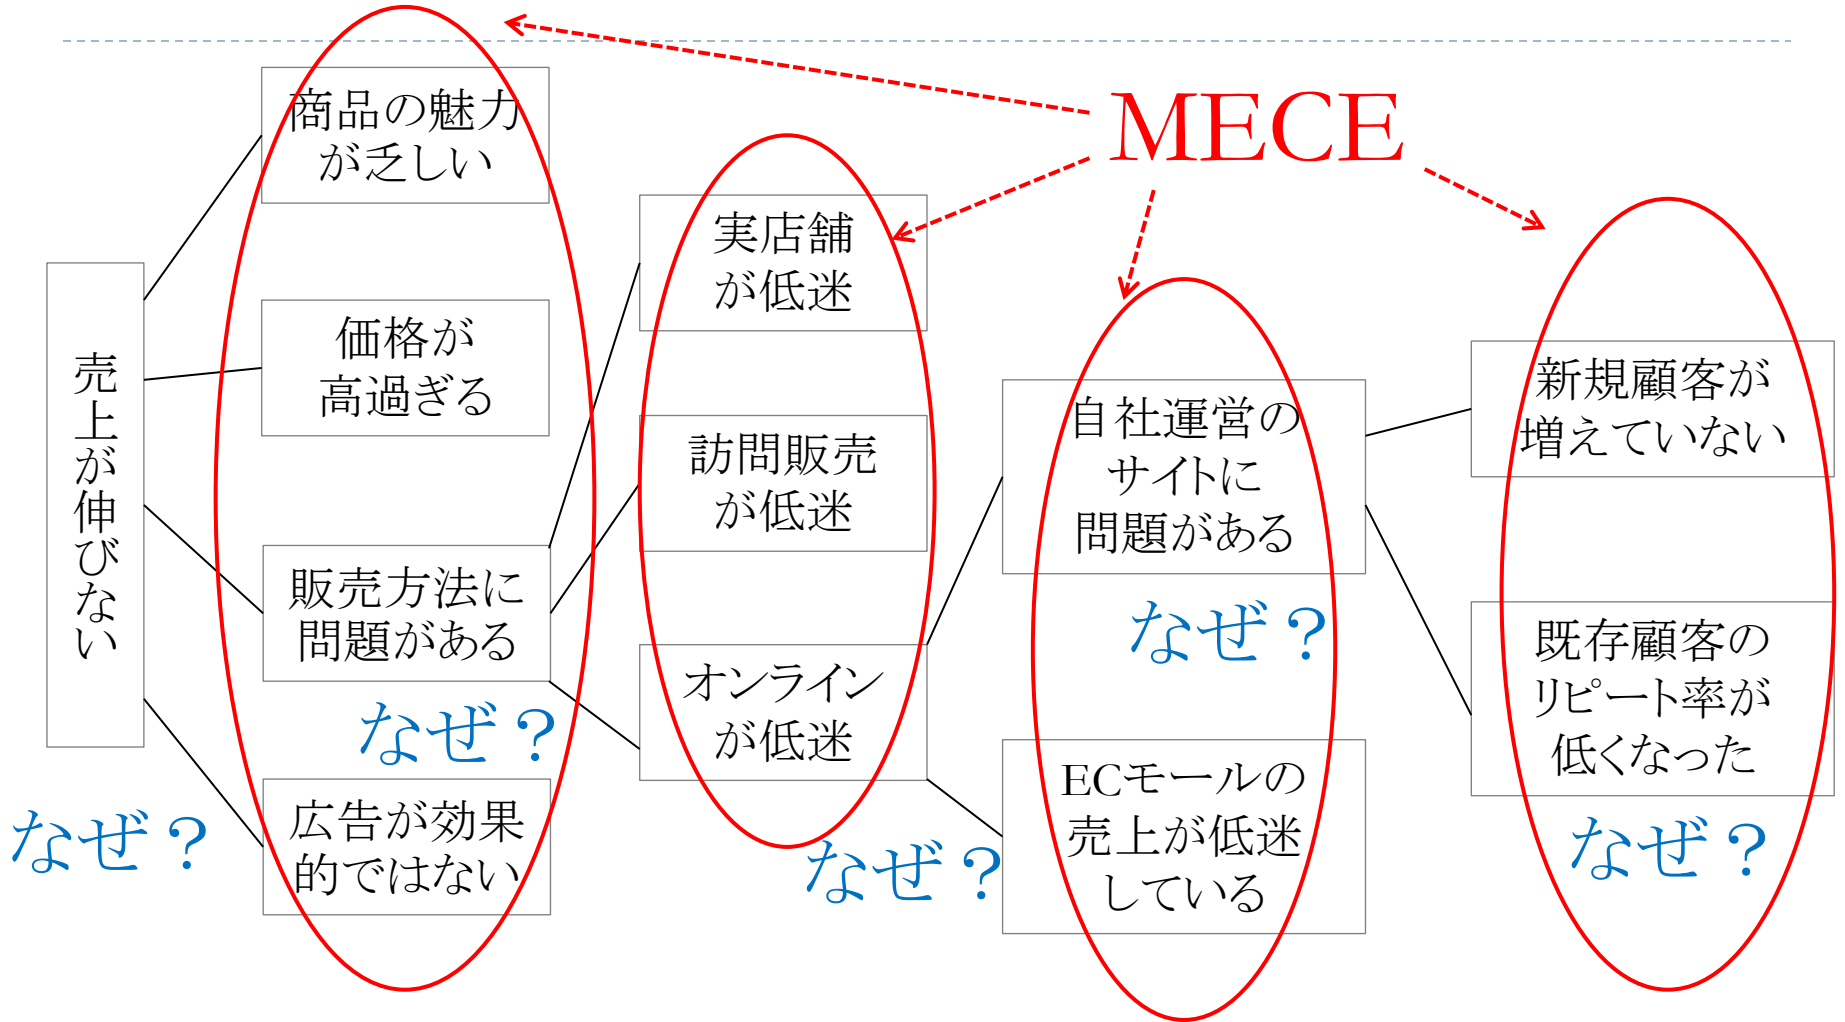 MECE
売上が伸びない
なぜ？
商品の魅力
が乏しい
価格が
高過ぎる
販売方法に
問題がある
なぜ？
広告が効果
的ではない
実店舗
が低迷
訪問販売
が低迷
オンライン
が低迷
なぜ？
自社運営の
サイトに
問題がある
なぜ？
ECモールの
売上が低迷
している
新規顧客が
増えていない
既存顧客の
リピート率が
低くなった
なぜ？